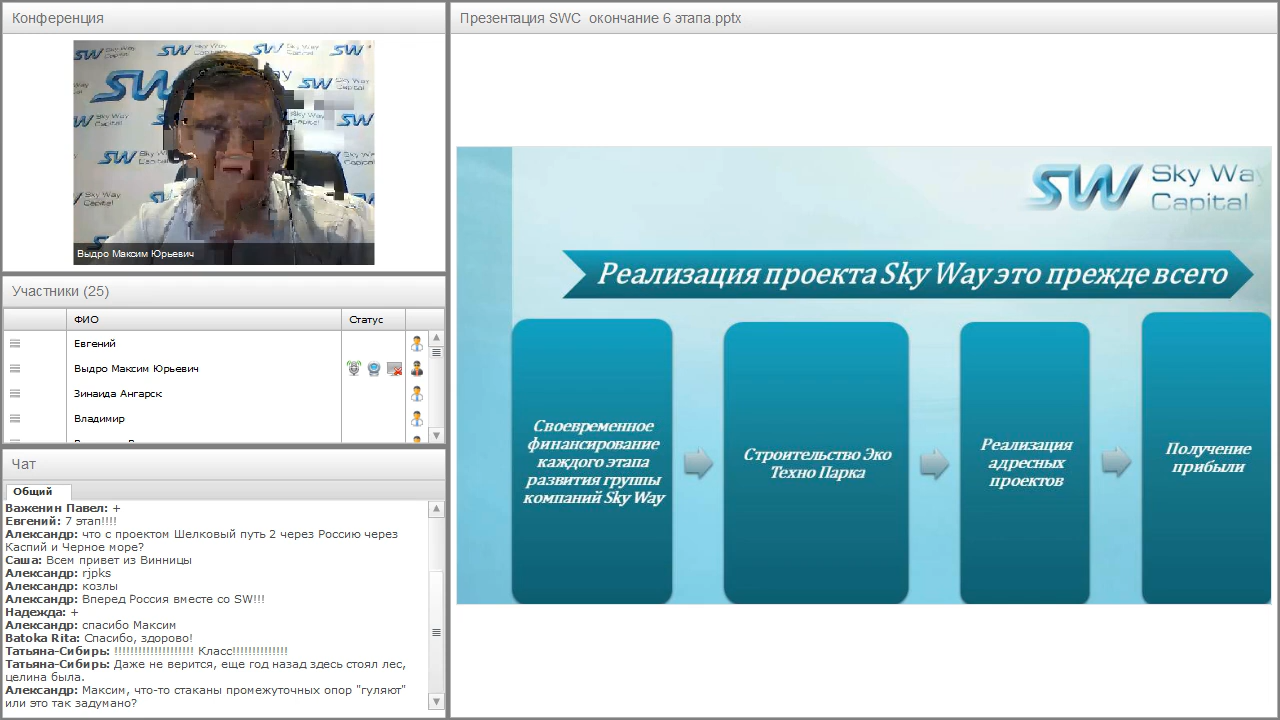 Конференция
SW Sky Way Capital
Выдро Максим Юрьевич
Участники (25)
ФИО
Статус
Евгений
Выдро Максим Юрьевич
Зинаида Ангарск
Владимир
Чат
Общий
Важенин Павел: +
Евгений: 7 этап!!!!
Александр: что с проектом Шелковый путь 2 через Россию через
Каспий и Черное море?
Саша: Всем привет из Винницы
Александр: rjpks
Александр: козлы
Александр: Вперед Россия вместе со SW!!!
Надежда: +
Александр: спасибо Максим
Batoka Rita: Спасибо, здорзво!
Татьяна-Сибирь: !!!!!!!!!!!!!!!!!!!! Класс!!!!!!!!!!!!!!
Татьяна-Сибирь: Даже не верится, еще год назад здесь стоял лес,
целина была.
Александр: Максим, что-то стаканы промежуточных опор "гуляют"
или это так задумано?
Презентация SWC  окончание 6 этапа.pptx
SW Sky Way
Capital
Реализация проекта Sky Way это прежде всего
Своевременное
финансирование
каждого этапа
развития группы
компаний Sky Way
Строительство Эко
Техно Парка
Реализация
адресных
проектов
Получение
прибыли